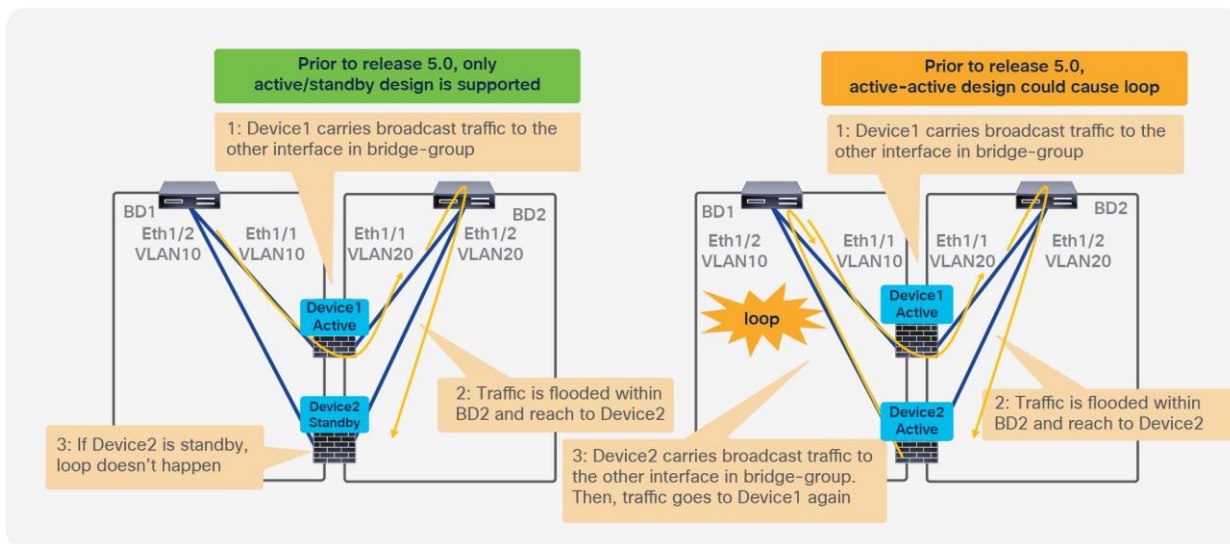 Prior to release 5.0, only
active/standby design is supported
1: Device1 carries broadcast traffic to the
other interface in bridge-group
BD1
BD2
Eth1/2
VLAN10
Eth1/1
VLAN10
Eth1/1
VLAN20
Eth1/2
VLAN20
Device1
Active
2: Traffic is flooded within
BD2 and reach to Device2
Device2
Standby
3: If Device2 is standby,
loop doesn't happen
Prior to release 5.0,
active-active design could cause loop
1: Device1 carries broadcast traffic to the
other interface in bridge-group
BD1
BD2
Eth1/2
VLAN10
Eth1/1
VLAN10
Eth1/1
VLAN20
Eth1/2
VLAN20
loop
Device1
Active
2: Traffic is flooded within
BD2 and reach to Device2
Device2
Active
3: Device2 carries broadcast traffic to
the other interface in bridge-group.
Then, traffic goes to Device1 again